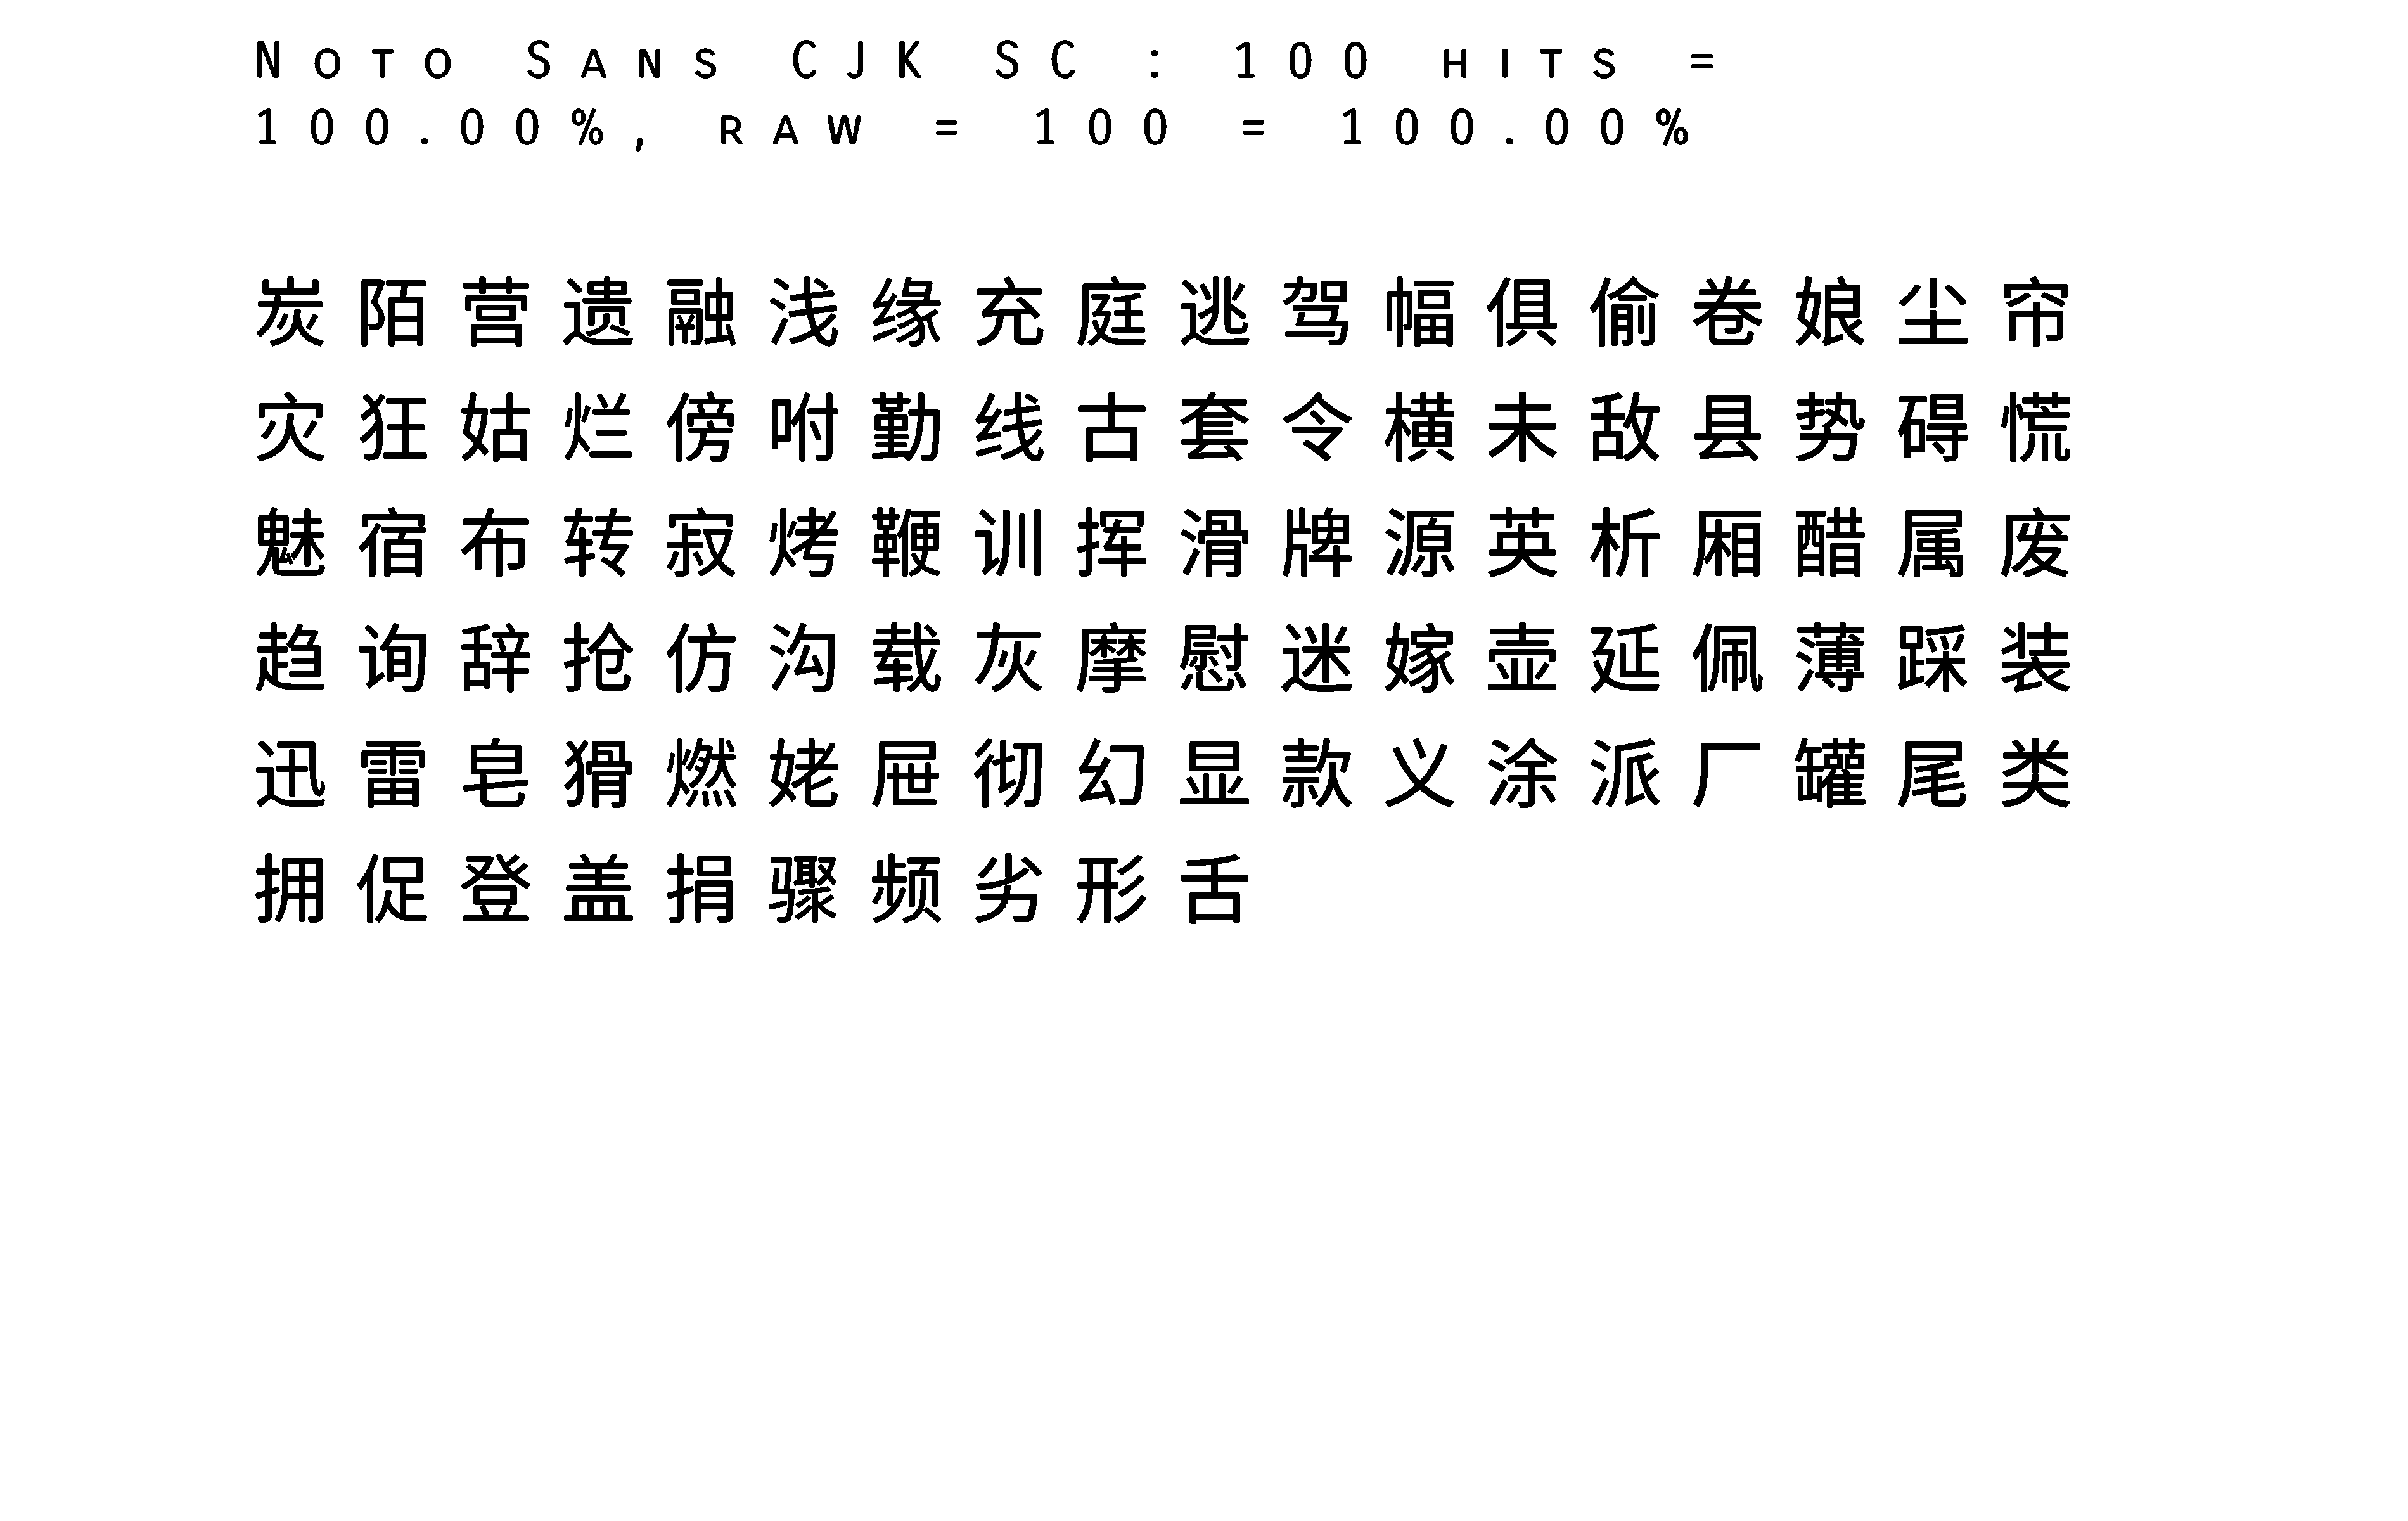 Noto Sans CJK SC : 100 hits =
100.00%, raw = 100 = 100.00%
炭陌营遗融浅缘充庭逃驾幅俱偷卷娘尘帘
灾狂姑烂傍咐勤线古套令横未敌县势碍慌
魅宿布转寂烤鞭训挥滑牌源英析厢醋属废
趋询辞抢仿沟载灰摩慰迷嫁壶延佩薄踩装
迅雷皂猾燃姥屉彻幻显款义涂派厂罐尾类
拥促登盖捐骤频劣形舌